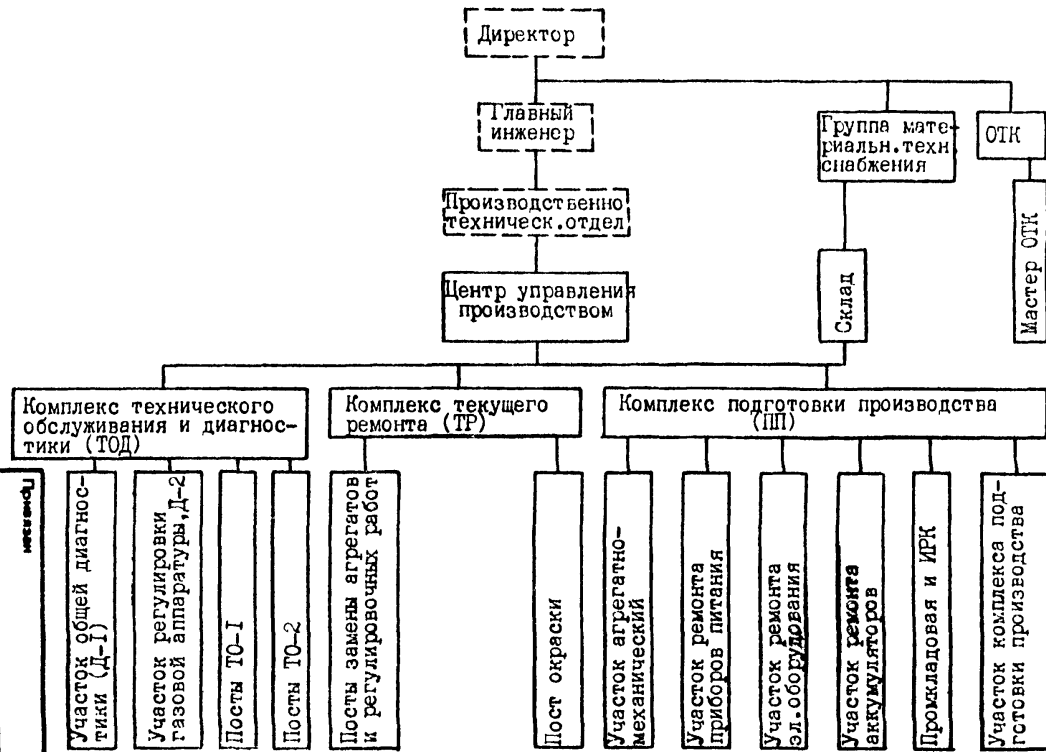 Директор
Главный
инженер
Группа мате-
риальн.техн
снабжения
ОТК
Производственно
техническ.отдел
Мастер ОТК
Центр управления
производством
Склад
Комплекс технического
обслуживания и диагнос-
тики (ТОД)
Комплекс текущего
ремонта (ТР)
Комплекс подготовки производства
(ПП)
Привязан
Участок общей диагнос-
тики (Д-I)
Участок регулировки
газовой аппаратуры,Д-2
Посты ТО-I
Посты ТО-2
Посты замены агрегатов
и регулировочных работ
Пост окраски
Участок агрегатно-
механический
Участок ремонта
приборов питания
Участок ремонта
эл.оборудования
Участок ремонта
аккумуляторов
Промкладовая и ИРК
Участок комплекса под-
готовки производства